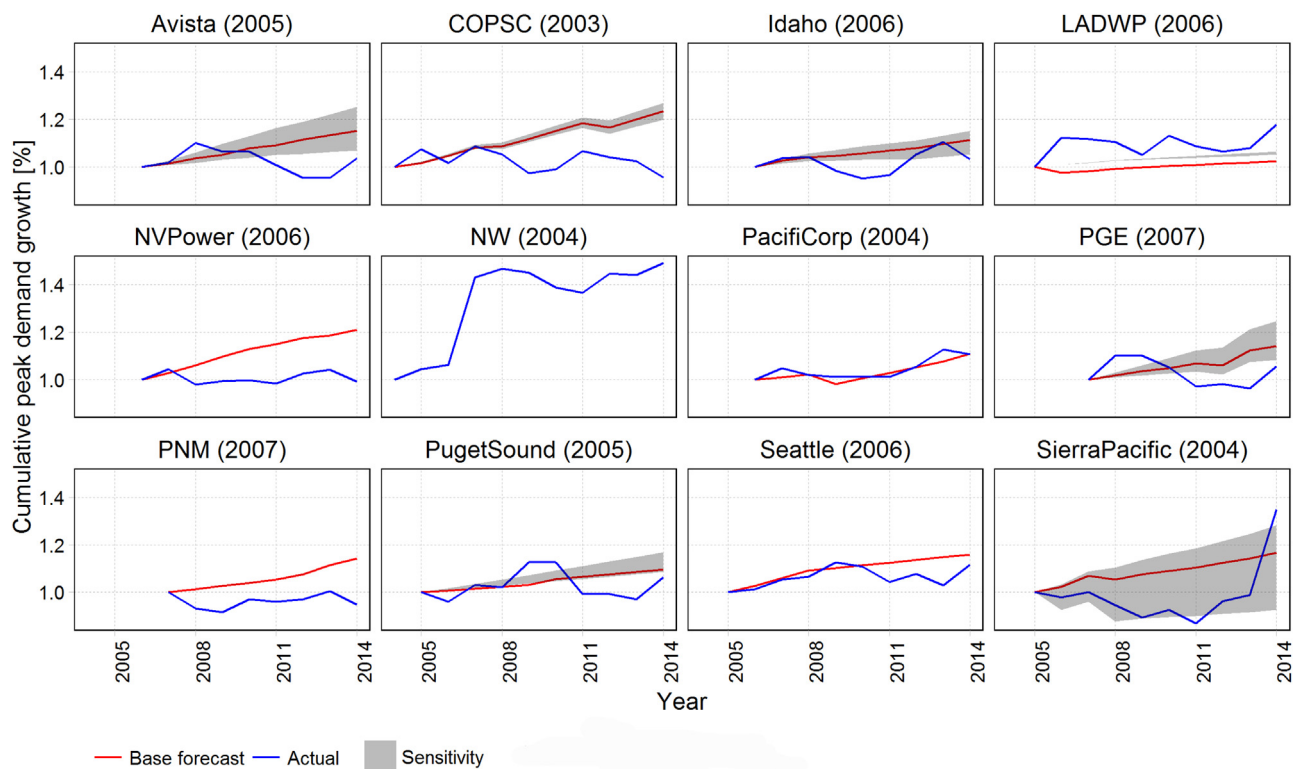 Avista (2005) COPSC (2003) Idaho (2006) LADWP (2006)
1.4
1.2
1.0
NVPower (2006) NW (2004) PacifiCorp (2004) PGE (2007)
1.4
1.2
1.0
PNM (2007) PugetSound (2005) Seattle (2006) SierraPacific (2004)
1.4
1.2
1.0
Cumulative peak demand growth [%]
2005 2008 2011 2014 2005 2008 2011 2014 2005 2008 2011 2014 2005 2008 2011 2014
Year
Base forecast Actual Sensitivity